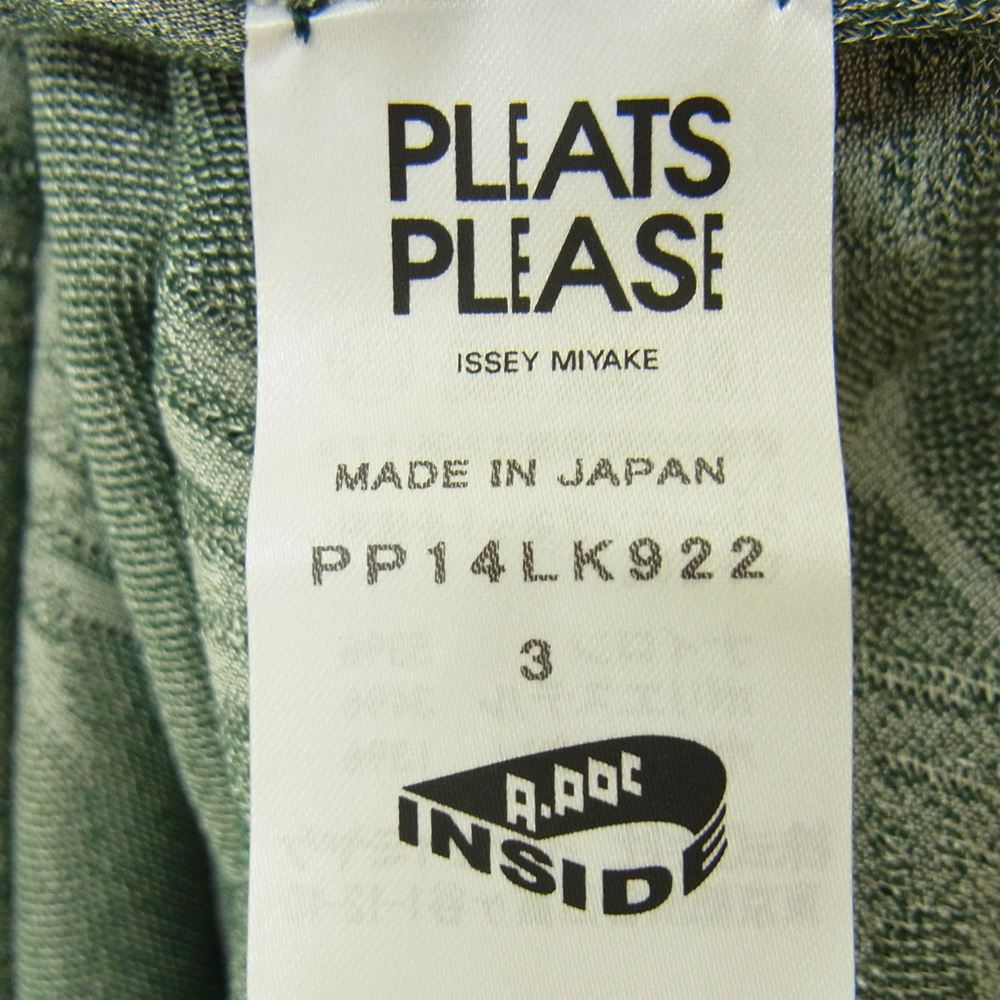 PLEATS
PLEASE
ISSEY MIYAKE
MADE IN JAPAN
PP14LK922
3
A.POC
INSIDE